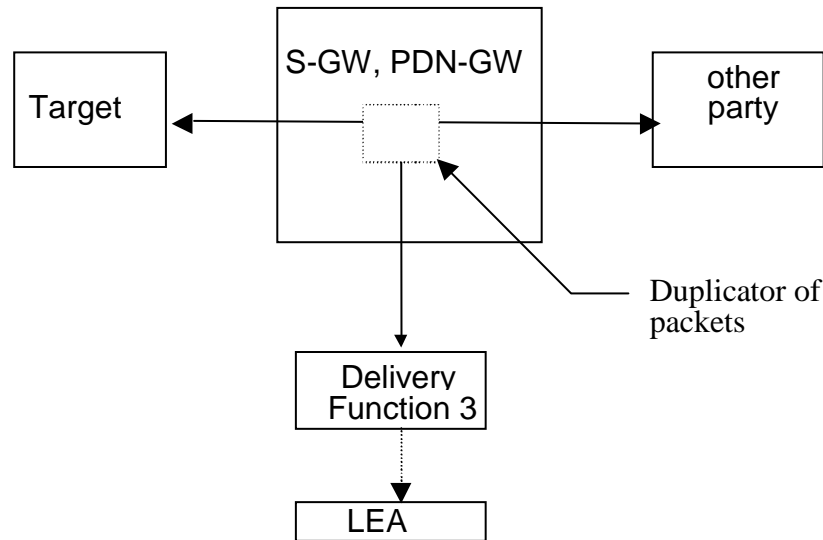 S-GW, PDN-GW
Target
other
party
Duplicator of
packets
Delivery
Function 3
LEA